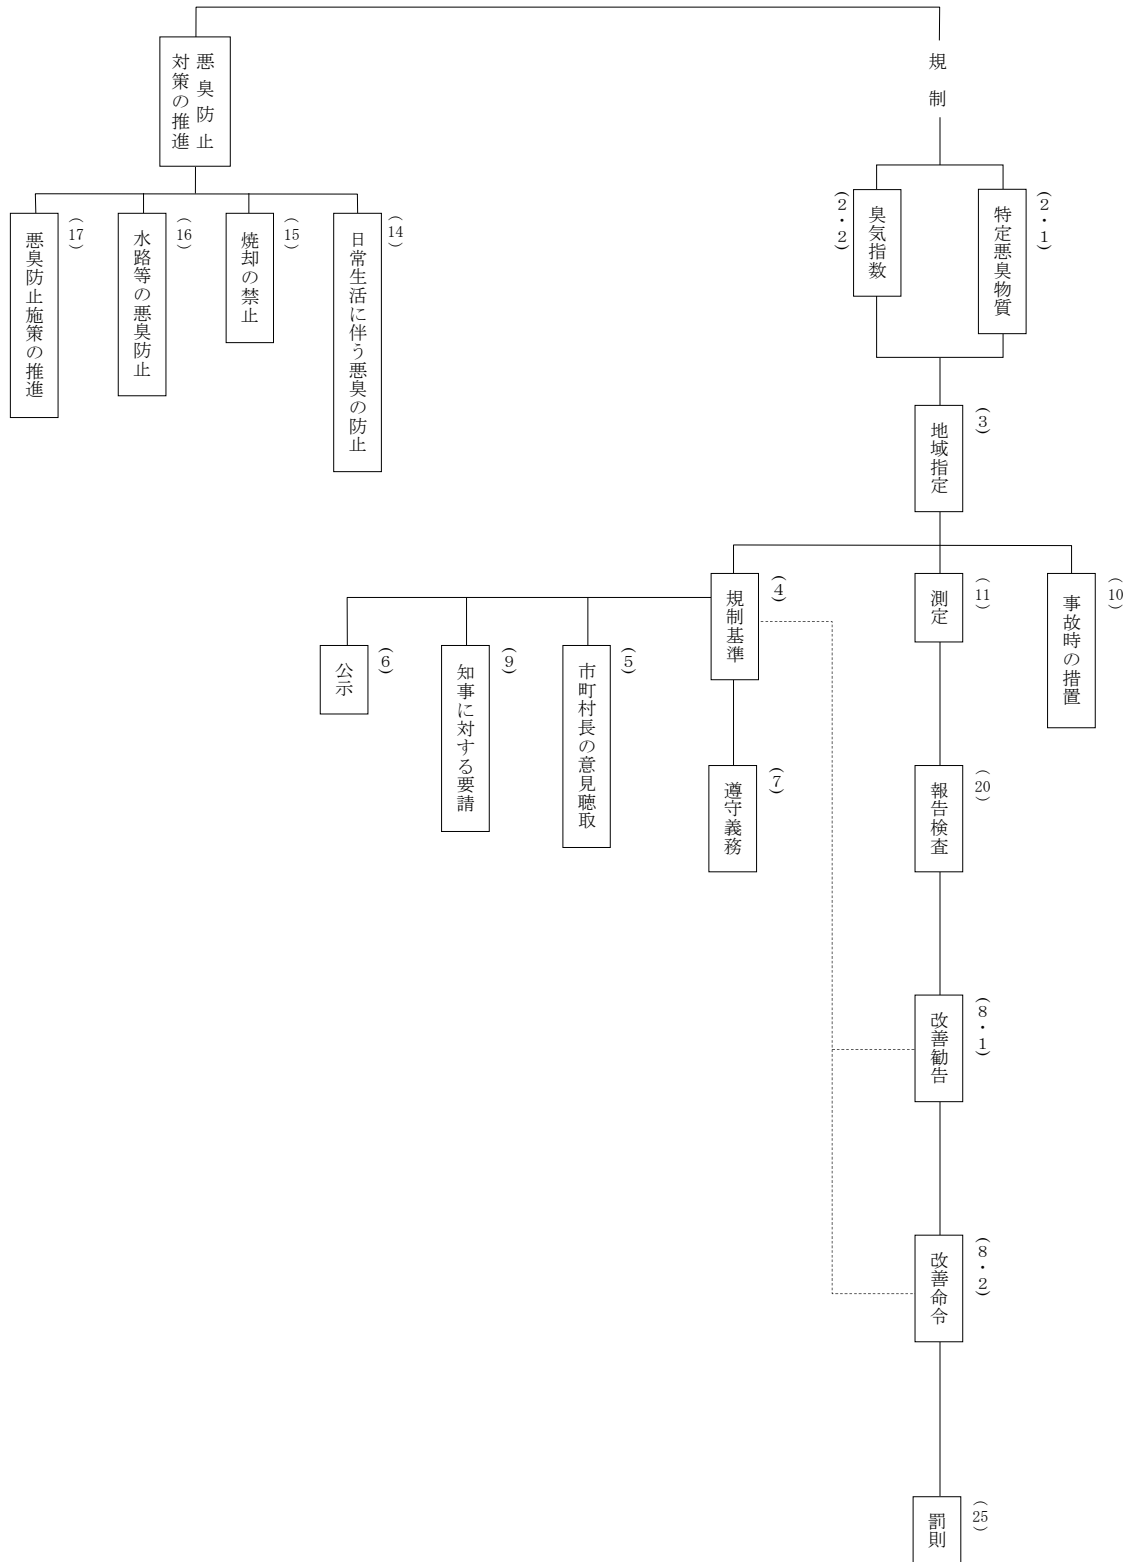 規制
(2・1)
特定悪臭物質
(2・2)
臭気指数
(3)
地域指定
(10)
事故時の措置
(11)
測定
(20)
報告検査
(8・1)
改善勧告
(8・2)
改善命令
(25)
罰則
(4)
規制基準
(7)
遵守義務
(5)
市町村長の意見聴取
(9)
知事に対する要請
(6)
公示
悪臭防止
対策の推進
(14)
日常生活に伴う悪臭の防止
(15)
焼却の禁止
(16)
水路等の悪臭防止
(17)
悪臭防止施策の推進